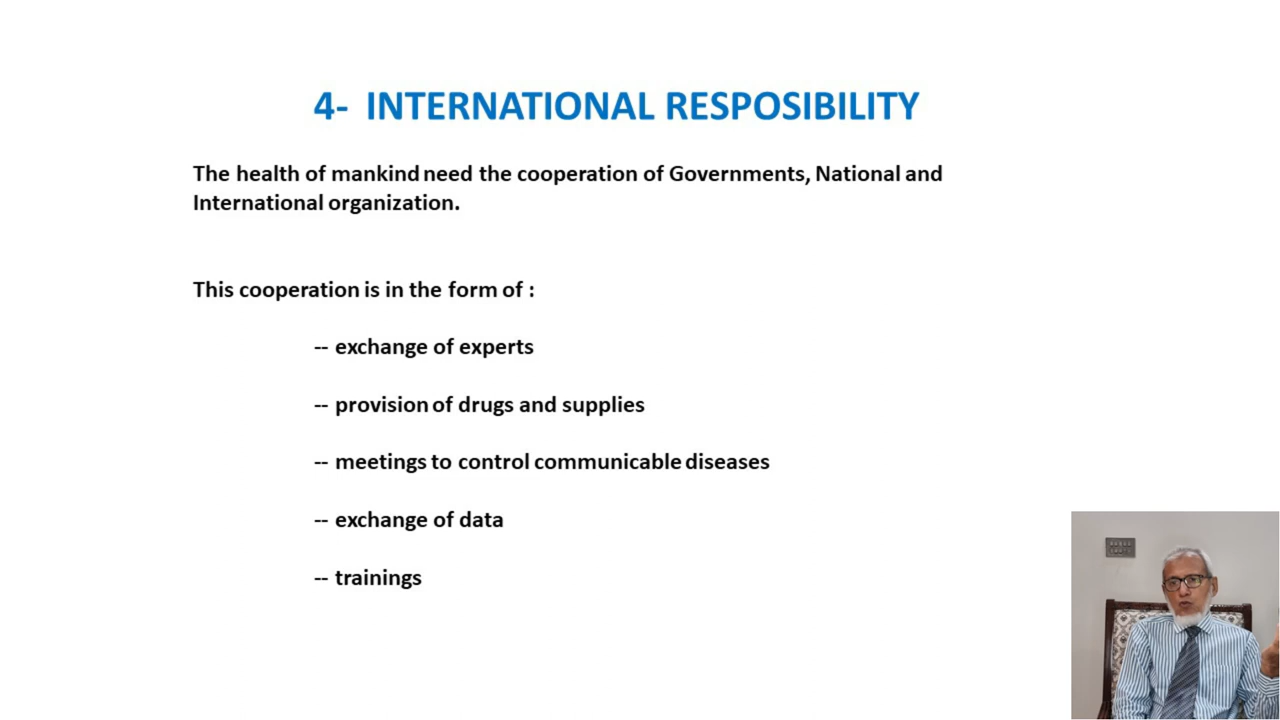 4- INTERNATIONAL RESPOSIBILITY
The health of mankind need the cooperation of Governments, National and
International organization.
This cooperation is in the form of :
-- exchange of experts
-- provision of drugs and supplies
-- meetings to control communicable diseases
-- exchange of data
-- trainings